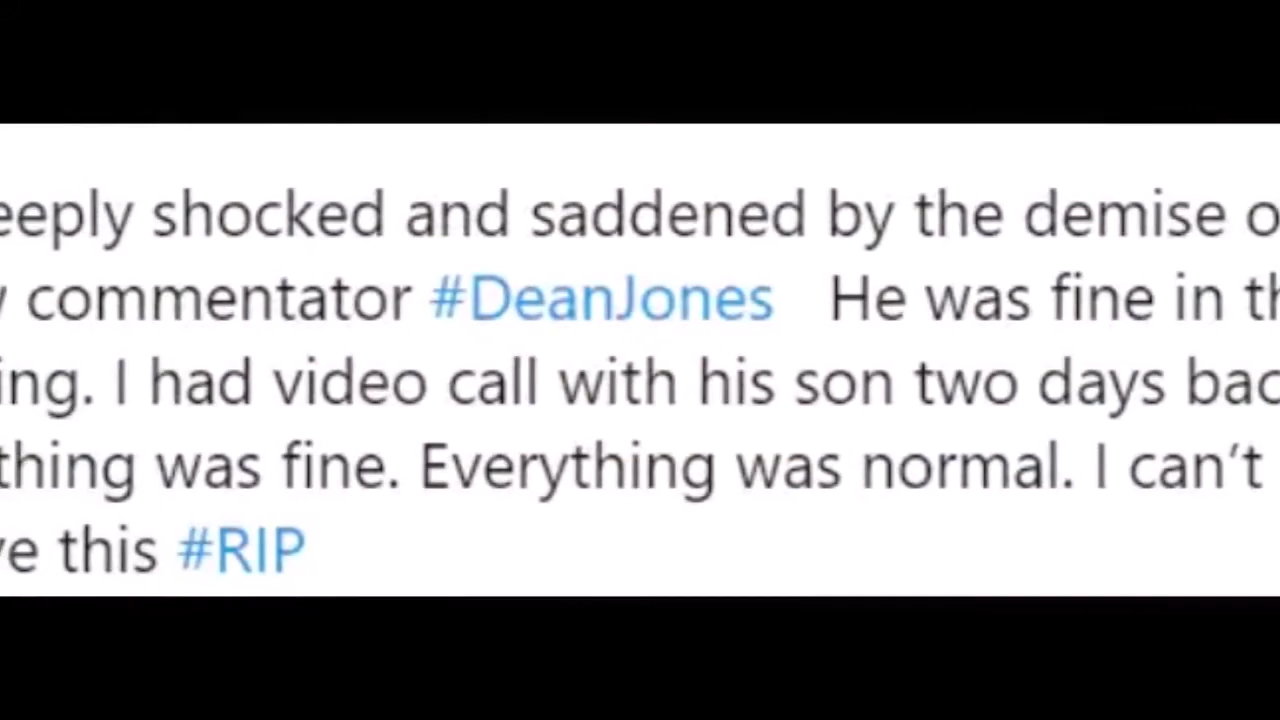 eeply shocked and saddened by the demise o
commentator #DeanJones He was fine in th
ing. I had video call with his son two days bac
thing was fine. Everything was normal. I can't
ve this #RIP